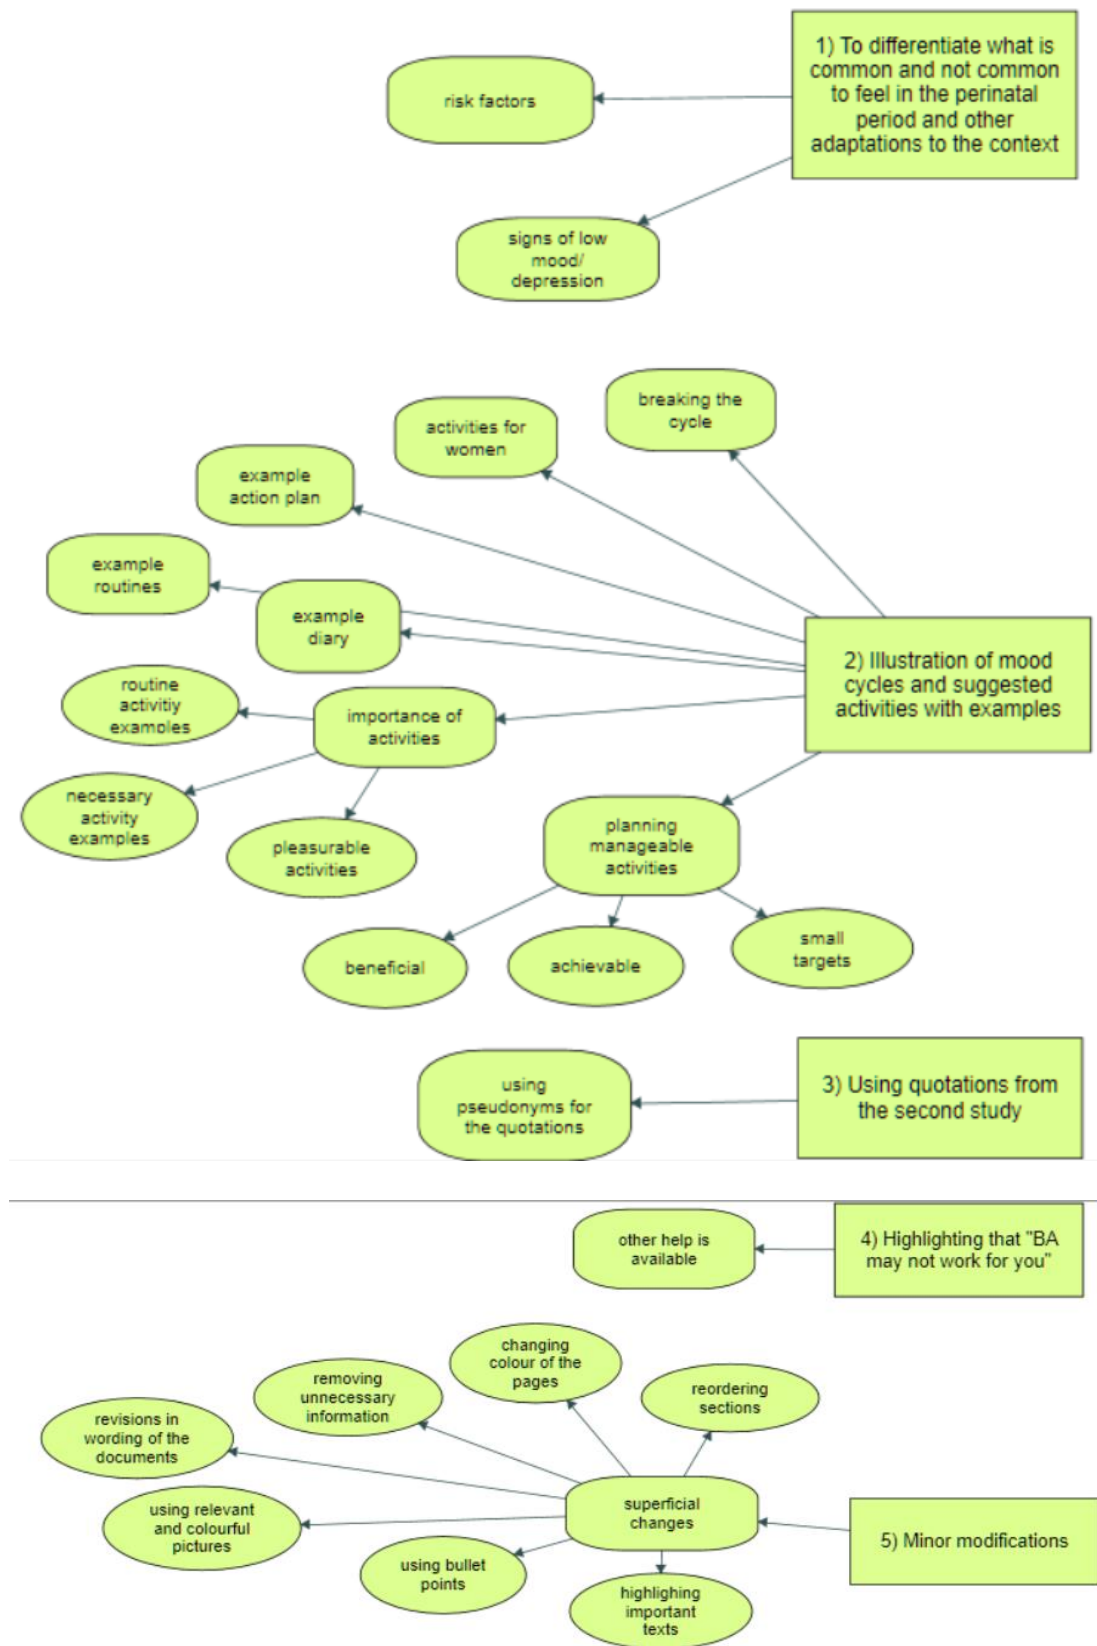 1) To differentiate what is
common and not common
to feel in the perinatal
period and other
adaptations to the context
risk factors
signs of low
mood/
depression
breaking the
cycle
activities for
women
example
action plan
example
routines
example
diary
2) Illustration of mood
cycles and suggested
activities with examples
routine
activitiy
examoles
importance of
activities
necessary
activity
examples
pleasurable
activities
planning
manageable
activities
beneficial
achievable
small
targets
using
pseudonyms for
the quotations
3) Using quotations from
the second study
other help is
available
4) Highlighting that "BA
may not work for you"
changing
colour of the
pages
removing
unnecessary
information
reordering
sections
revisions in
wording of the
documents
using relevant
and colourful
pictures
superficial
changes
5) Minor modifications
using bullet
points
highlighing
important
texts